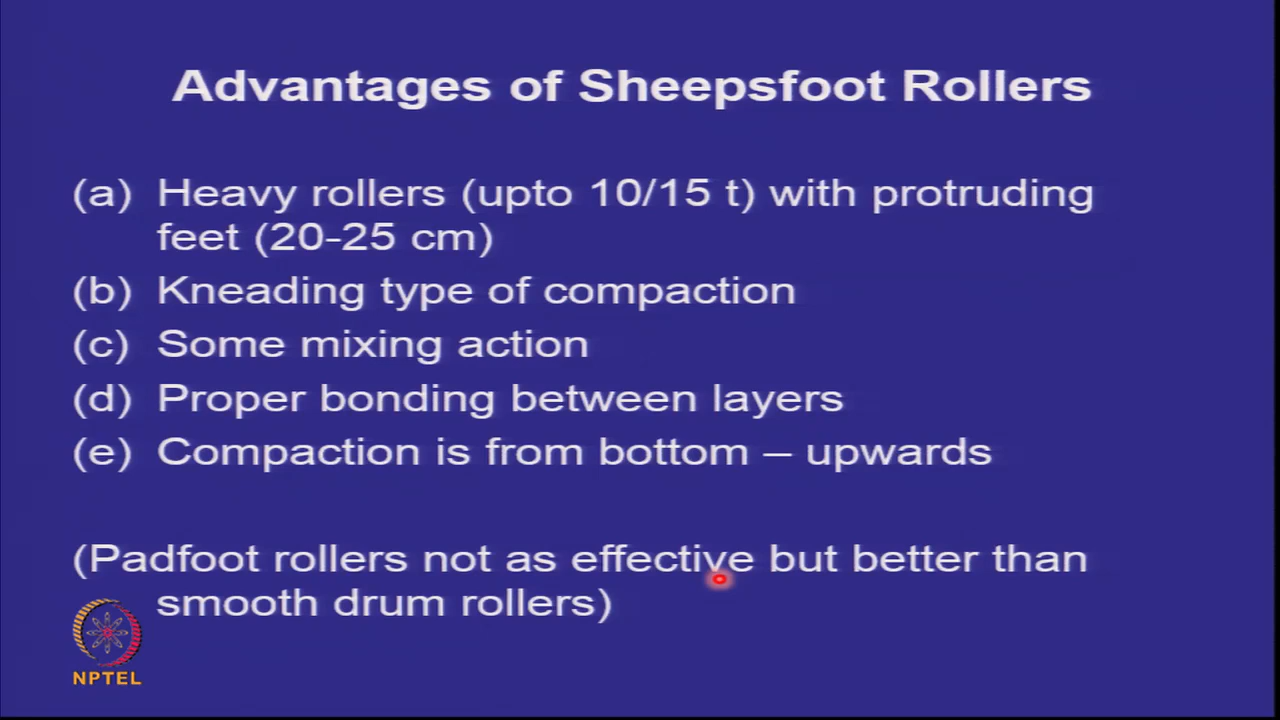 Advantages of Sheepsfoot Rollers
(a) Heavy rollers (upto 10/15 t) with protruding
feet (20-25 cm)
(b) Kneading type of compaction
(c) Some mixing action
(d) Proper bonding between layers
(e) Compaction is from bottom – upwards
(Padfoot rollers not as effective but better than
smooth drum rollers)
NPTEL